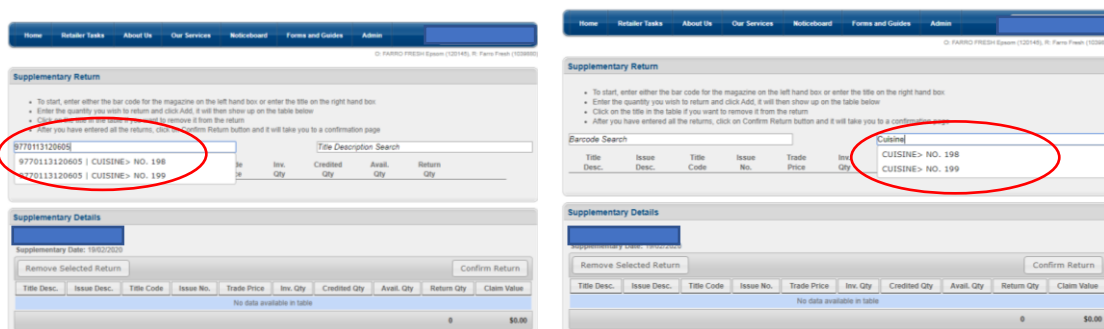 Home Retailer Tasks About Us Our Services Noticeboard Forms and Guides Admin
O: FARRO FRESH Epsom (120145), R: Farro Fresh
Supplementary Return
To start, enter either the bar code for the magazine on the left hand box or enter the title on the right hand box
Enter the quantity you wish to return and click Add, it will then show up on the table below
Click on the title in the table if you want to remove it from the return
After you have entered all the returns, click on Confirm Return button and it will take you to a confirmation page
9770113120605 Title Description Search
9770113120605 | CUISINE> NO. 198
9770113120605 | CUISINE> NO. 199
Inv. Credited Avail. Return
Qty Qty Qty Qty
Supplementary Details
Supplementary Date: 19/02/2020
Remove Selected Return Confirm Return
Title Desc. Issue Desc. Title Code Issue No. Trade Price Inv. Qty Credited Qty Avail. Qty Return Qty Claim Value
No data available in table
0 $0.00
Home Retailer Tasks About Us Our Services Noticeboard Forms and Guides Admin
O: FARRO FRESH Epsom (120145), R: Farro Fresh
Supplementary Return
To start, enter either the bar code for the magazine on the left hand box or enter the title on the right hand box
Enter the quantity you wish to return and click Add, it will then show up on the table below
Click on the title in the table if you want to remove it from the return
After you have entered all the returns, click on Confirm Return button and it will take you to a confirmation page
Barcode Search Cuisine
CUISINE> NO. 198
CUISINE> NO. 199
Title Issue Title Issue Trade Inv.
Desc. Desc. Code No. Price Qty
Supplementary Details
Supplementary Date: 19/02/2020
Remove Selected Return Confirm Return
Title Desc. Issue Desc. Title Code Issue No. Trade Price Inv. Qty Credited Qty Avail. Qty Return Qty Claim Value
No data available in table
0 $0.00